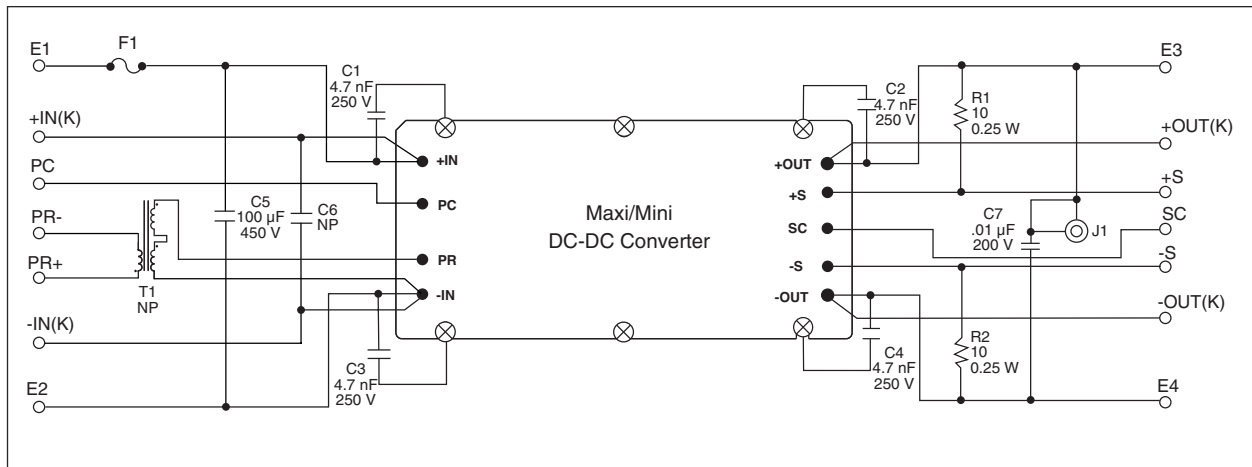 E1
F1
+IN(K)
PC
PR-
PR+
T1
NP
-IN(K)
E2
C5
100 µF
450 V
C6
NP
C1
4.7 nF
250 V
C3
4.7 nF
250 V
+IN
PC
PR
-IN
Maxi/Mini
DC-DC Converter
+OUT
+S
SC
-S
-OUT
C2
4.7 nF
250 V
C4
4.7 nF
250 V
R1
10
0.25 W
C7
.01 µF
200 V
J1
R2
10
0.25 W
E3
+OUT(K)
+S
SC
-S
-OUT(K)
E4